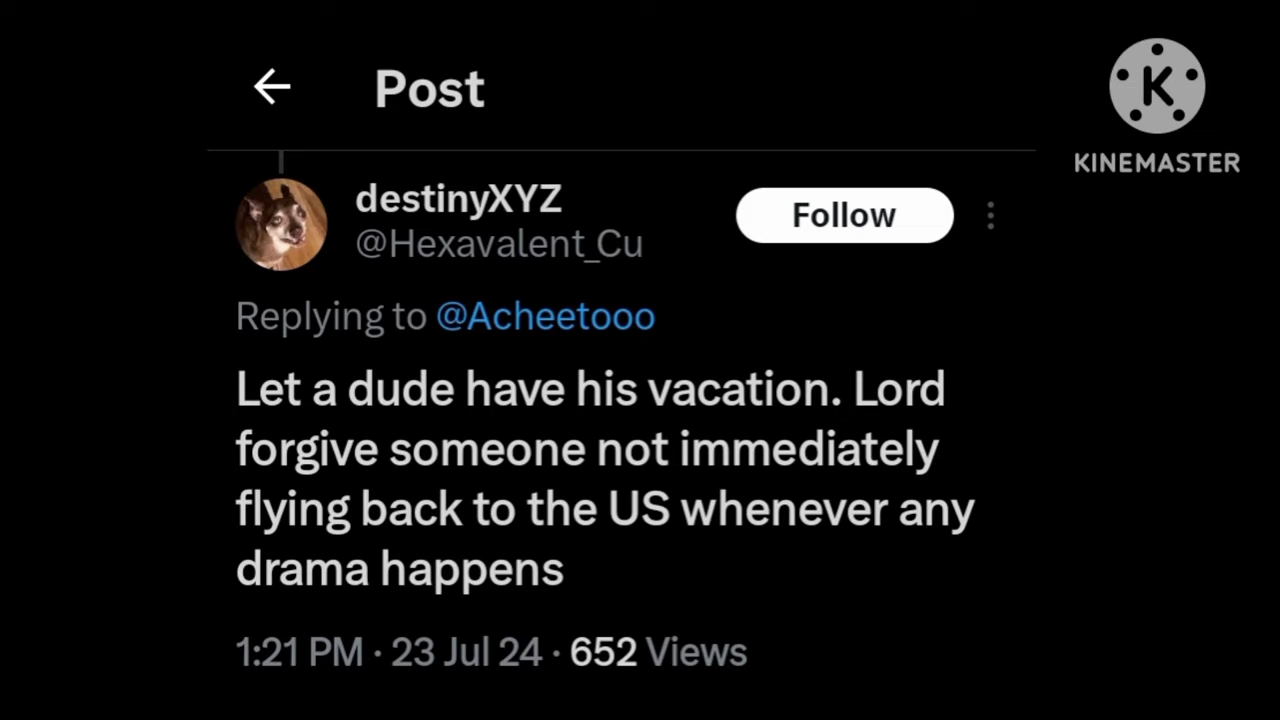 Post
K
KINEMASTER
destinyXYZ
@Hexavalent_Cu
Follow
Replying to @Acheetooo
Let a dude have his vacation. Lord
forgive someone not immediately
flying back to the US whenever any
drama happens
1:21 PM · 23 Jul 24 · 652 Views